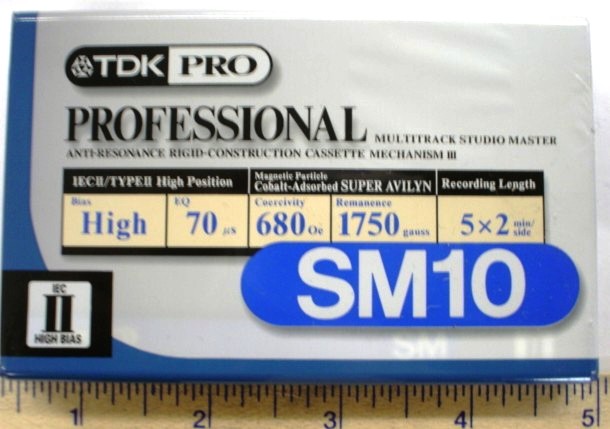 TDK PRO
PROFESSIONAL MULTITRACK STUDIO MASTER
ANTI-RESONANCE RIGID-CONSTRUCTION CASSETTE MECHANISM III
IECII/TYPEII High Position
Magnetic Particle
Cobalt-Adsorbed SUPER AVILYN
Recording Length
Bias
High
EQ
70 μs
Coercivity
680 Oe
Remanence
1750 gauss
5×2 min/side
SM10
IEC
II
HIGH BIAS
SM
1 2 3 4 5